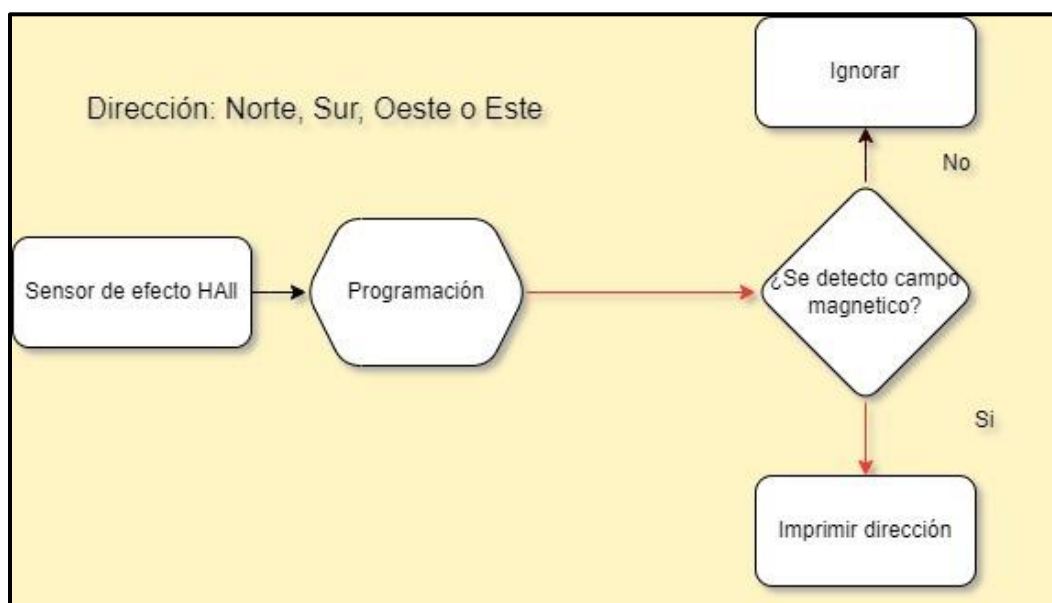 Dirección: Norte, Sur, Oeste o Este
Ignorar
No
Sensor de efecto HAll
Programación
¿Se detecto campo
magnetico?
Si
Imprimir dirección